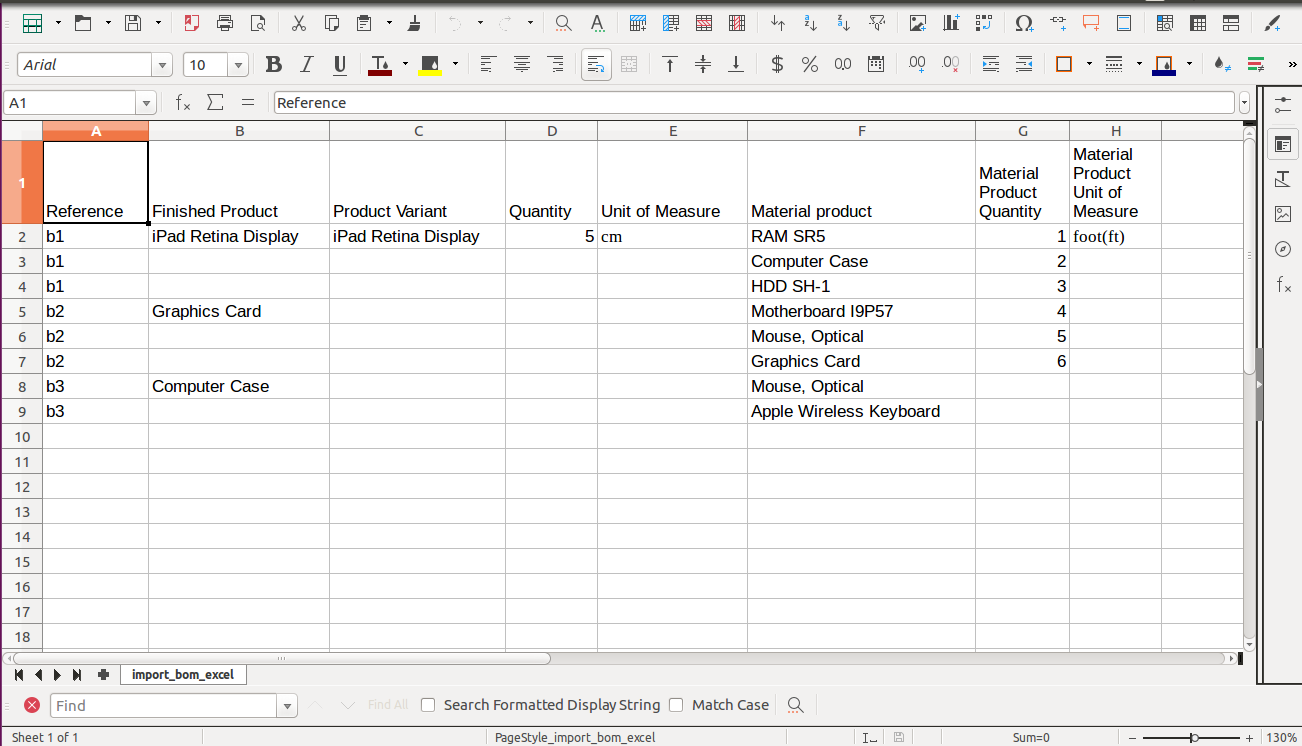 Arial 10
A1 Reference
A B C D E F G H
1 Reference Finished Product Product Variant Quantity Unit of Measure Material product Material Product Quantity Material Product Unit of Measure
2 b1 iPad Retina Display iPad Retina Display 5 cm RAM SR5 1 foot(ft)
3 b1 Computer Case 2
4 b1 HDD SH-1 3
5 b2 Graphics Card Motherboard I9P57 4
6 b2 Mouse, Optical 5
7 b2 Graphics Card 6
8 b3 Computer Case Mouse, Optical
9 b3 Apple Wireless Keyboard
10
11
12
13
14
15
16
17
18
import_bom_excel
Find Find All Search Formatted Display String Match Case
Sheet 1 of 1 PageStyle_import_bom_excel Sum=0 130%